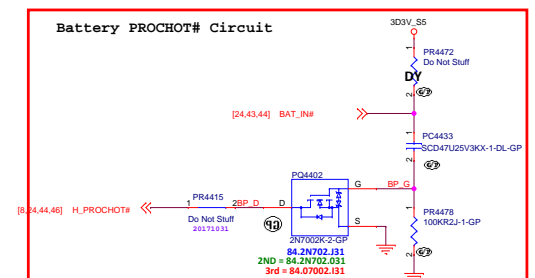 Battery PROCHOT# Circuit
3D3V_S5
1
PR4472
Do Not Stuff
DY
2
[24,43,44] BAT_IN#
1
PC4433
SCD47U25V3KX-1-DL-GP
2
PQ4402
G BP_G
PR4415
1 2 BP_D D
[8,24,44,46] H_PROCHOT#
Do Not Stuff
20171031
S
1
PR4478
100KR2J-1-GP
2
2N7002K-2-GP
84.2N702.J31
2ND = 84.2N702.031
3rd = 84.07002.I31